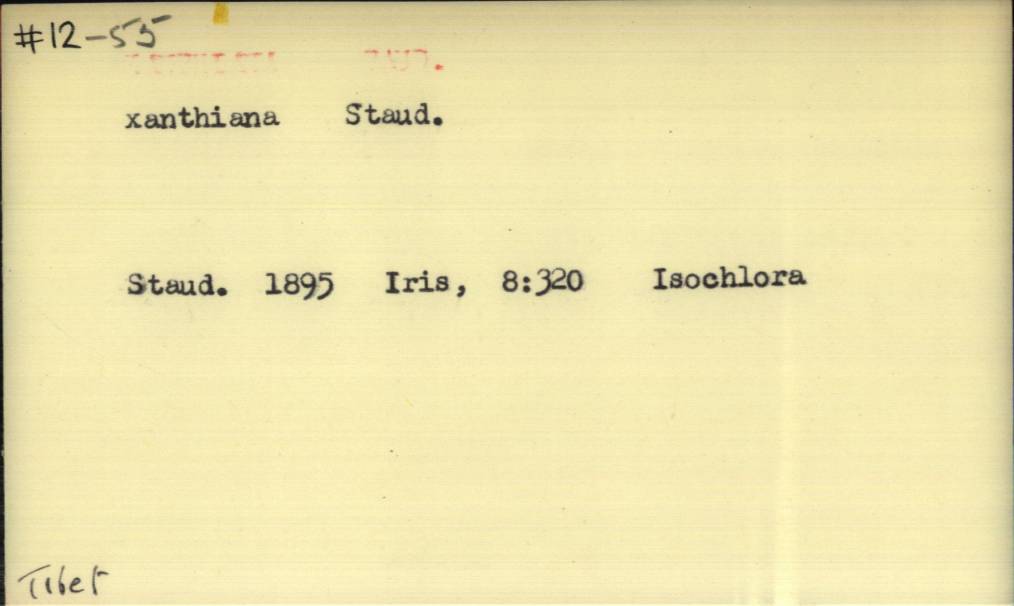 #12-55
xanthiana Staud.
Staud. 1895 Iris, 8:320 Isochlora
Tibet